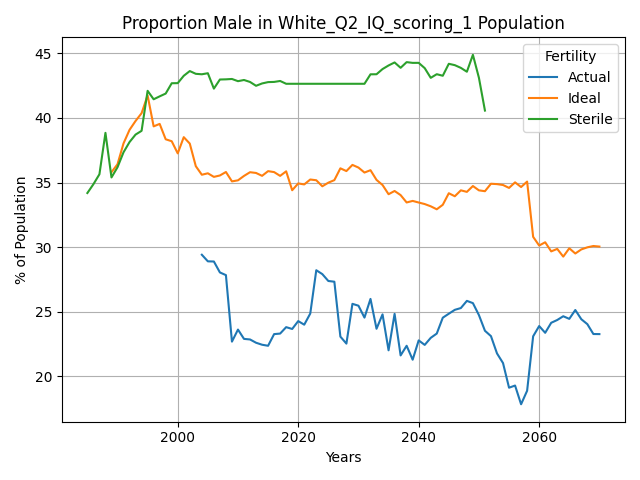 Proportion Male in White_Q2_IQ_scoring_1 Population
% of Population
45
40
35
30
25
20
Fertility
Actual
Ideal
Sterile
2000 2020 2040 2060
Years